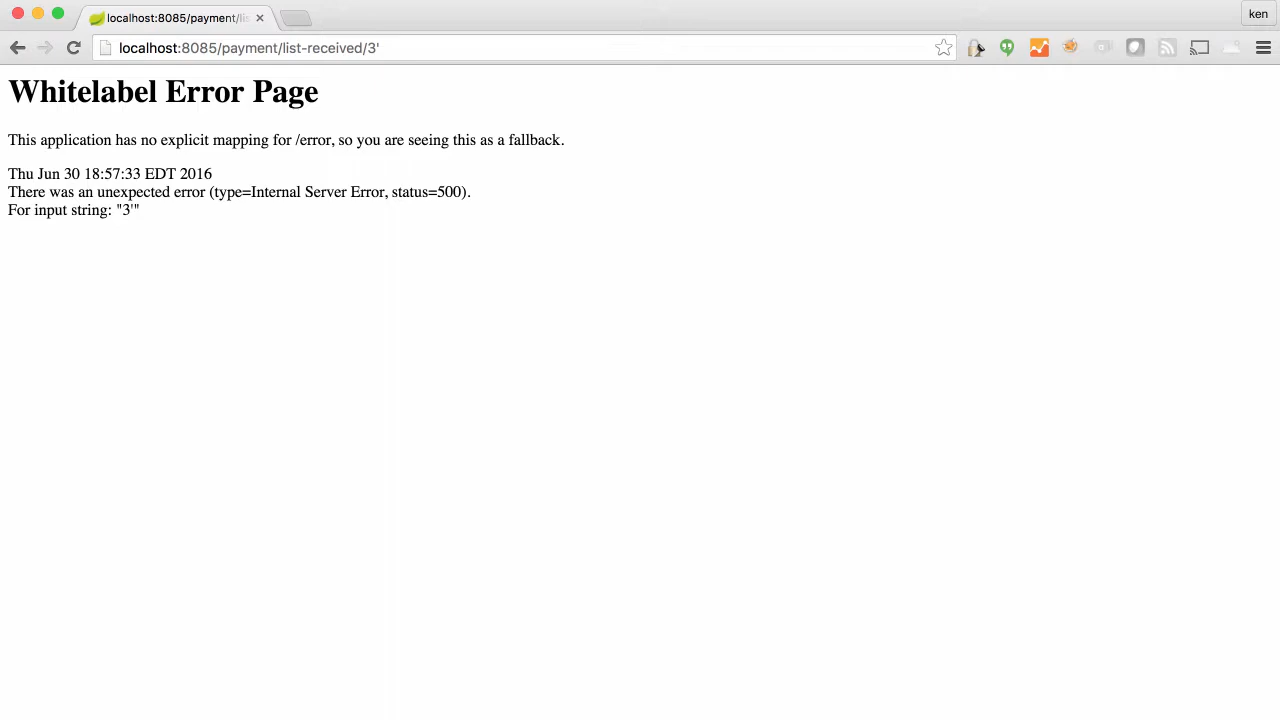 localhost:8085/payment/lis
ken
localhost:8085/payment/list-received/3'
Whitelabel Error Page
This application has no explicit mapping for /error, so you are seeing this as a fallback.
Thu Jun 30 18:57:33 EDT 2016
There was an unexpected error (type=Internal Server Error, status=500).
For input string: "3'"